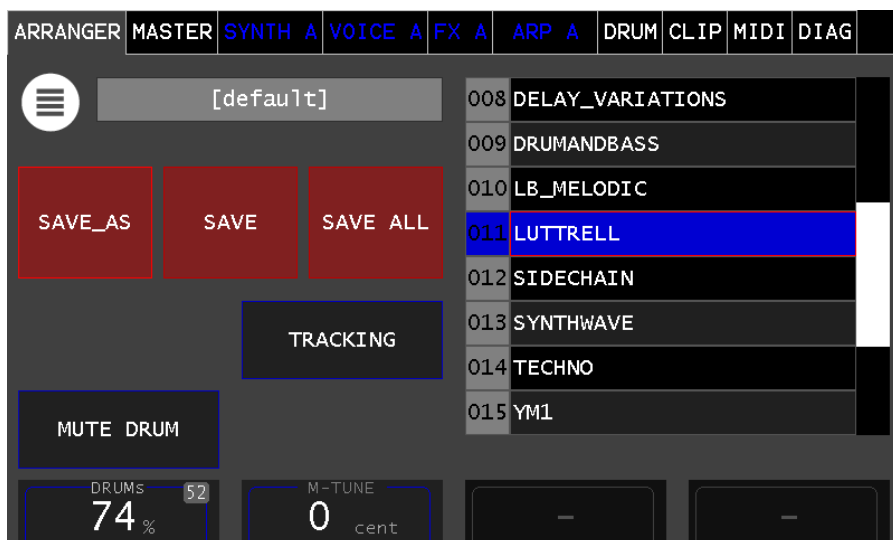 ARRANGER MASTER SYNTH A VOICE A FX A ARP A DRUM CLIP MIDI DIAG
[default]
SAVE_AS SAVE SAVE ALL
TRACKING
MUTE DRUM
DRUMs 52
74 %
M-TUNE
0 cent
008 DELAY_VARIATIONS
009 DRUMANDBASS
010 LB_MELODIC
011 LUTTRELL
012 SIDECHAIN
013 SYNTHWAVE
014 TECHNO
015 YM1
–
–